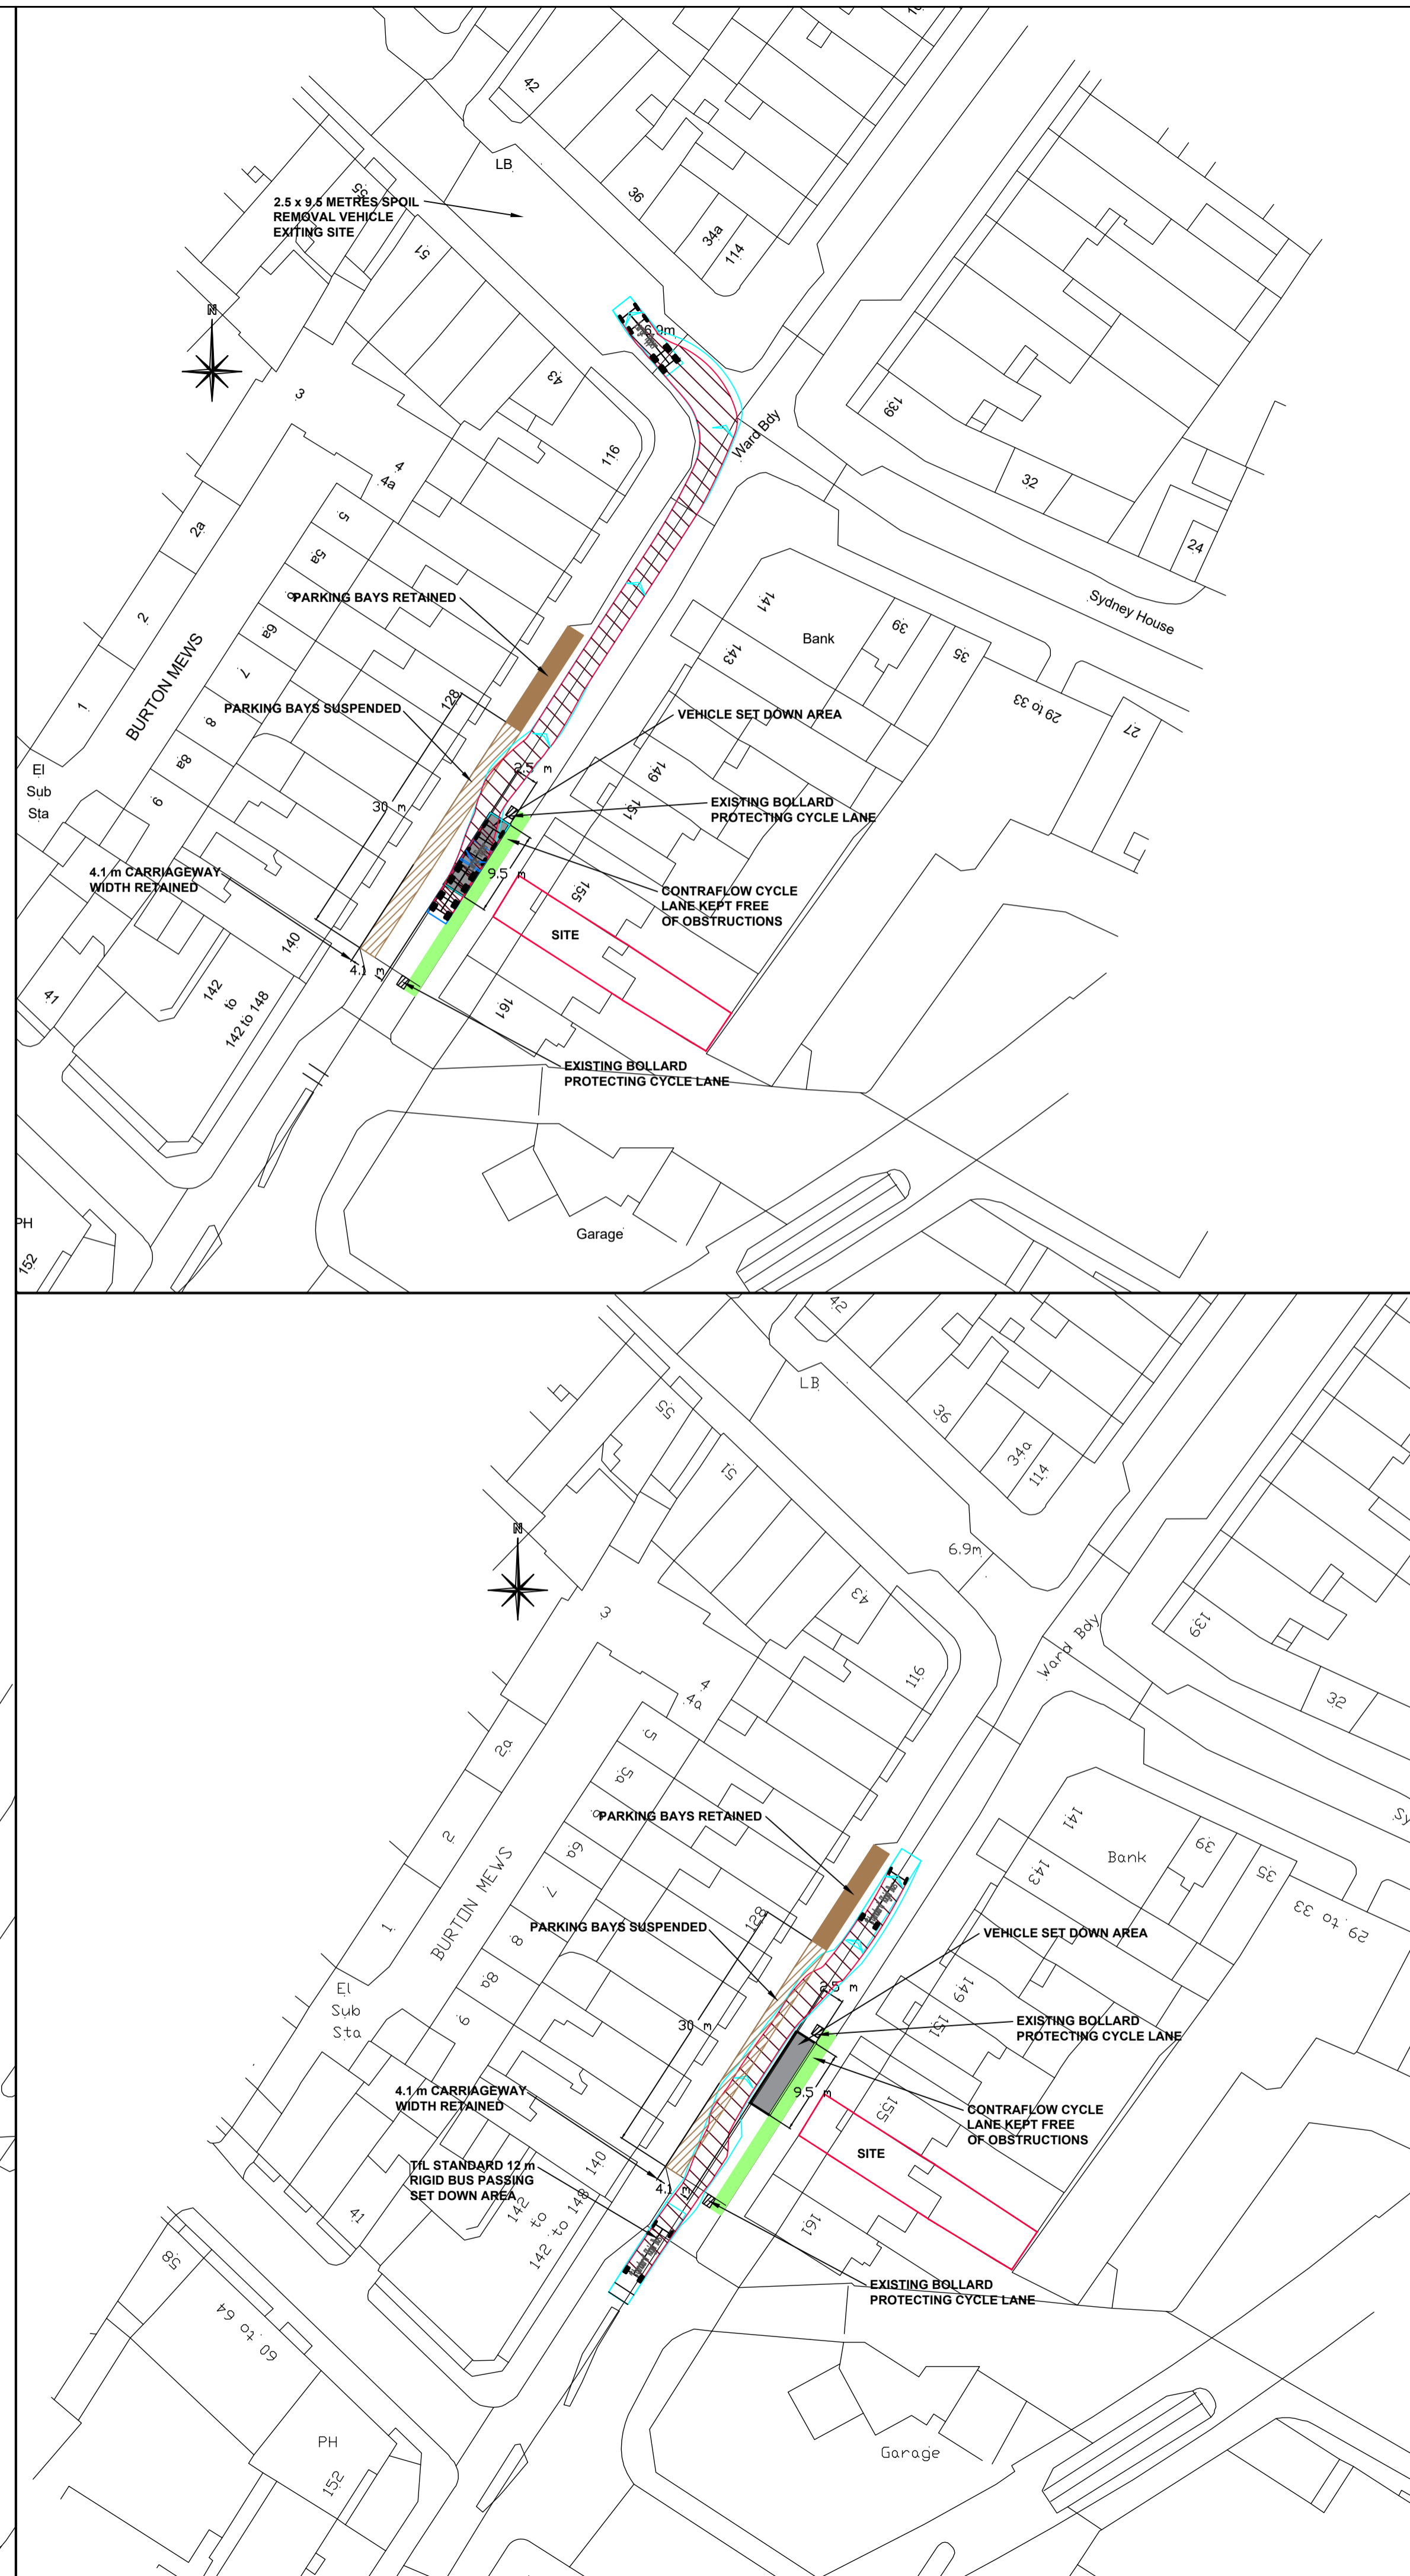 42
LB
55
2.5 x 9.5 METRES SPOIL
REMOVAL VEHICLE
EXITING SITE
36
34a
114
51
N
6.9m
43
3
139
Ward Bdy
116
4
4a
32
5
2a
24
5a
Sydney House
PARKING BAYS RETAINED
6a
2
141
Bank
39
143
35
BURTON MEWS
7
128
29 to 33
1
PARKING BAYS SUSPENDED
8
VEHICLE SET DOWN AREA
27
8a
2.5 m
149
El
Sub
Sta
9
30 m
151
EXISTING BOLLARD
PROTECTING CYCLE LANE
4.1 m CARRIAGEWAY
WIDTH RETAINED
9.5 m
155
CONTRAFLOW CYCLE
LANE KEPT FREE
OF OBSTRUCTIONS
SITE
140
4.1 m
41
142
to
142 to 148
161
EXISTING BOLLARD
PROTECTING CYCLE LANE
PH
152
Garage
42
LB
55
36
34a
114
51
N
6.9m
43
3
139
Ward Bdy
116
4
4a
32
5
2a
5a
PARKING BAYS RETAINED
6a
2
141
Bank
39
143
35
BURTON MEWS
7
128
29 to 33
1
PARKING BAYS SUSPENDED
8
VEHICLE SET DOWN AREA
8a
2.5 m
149
El
Sub
Sta
9
30 m
151
EXISTING BOLLARD
PROTECTING CYCLE LANE
4.1 m CARRIAGEWAY
WIDTH RETAINED
9.5 m
155
CONTRAFLOW CYCLE
LANE KEPT FREE
OF OBSTRUCTIONS
SITE
TfL STANDARD 12 m
RIGID BUS PASSING
SET DOWN AREA
140
4.1 m
41
142
to
142 to 148
161
58
60 to 64
EXISTING BOLLARD
PROTECTING CYCLE LANE
PH
152
Garage